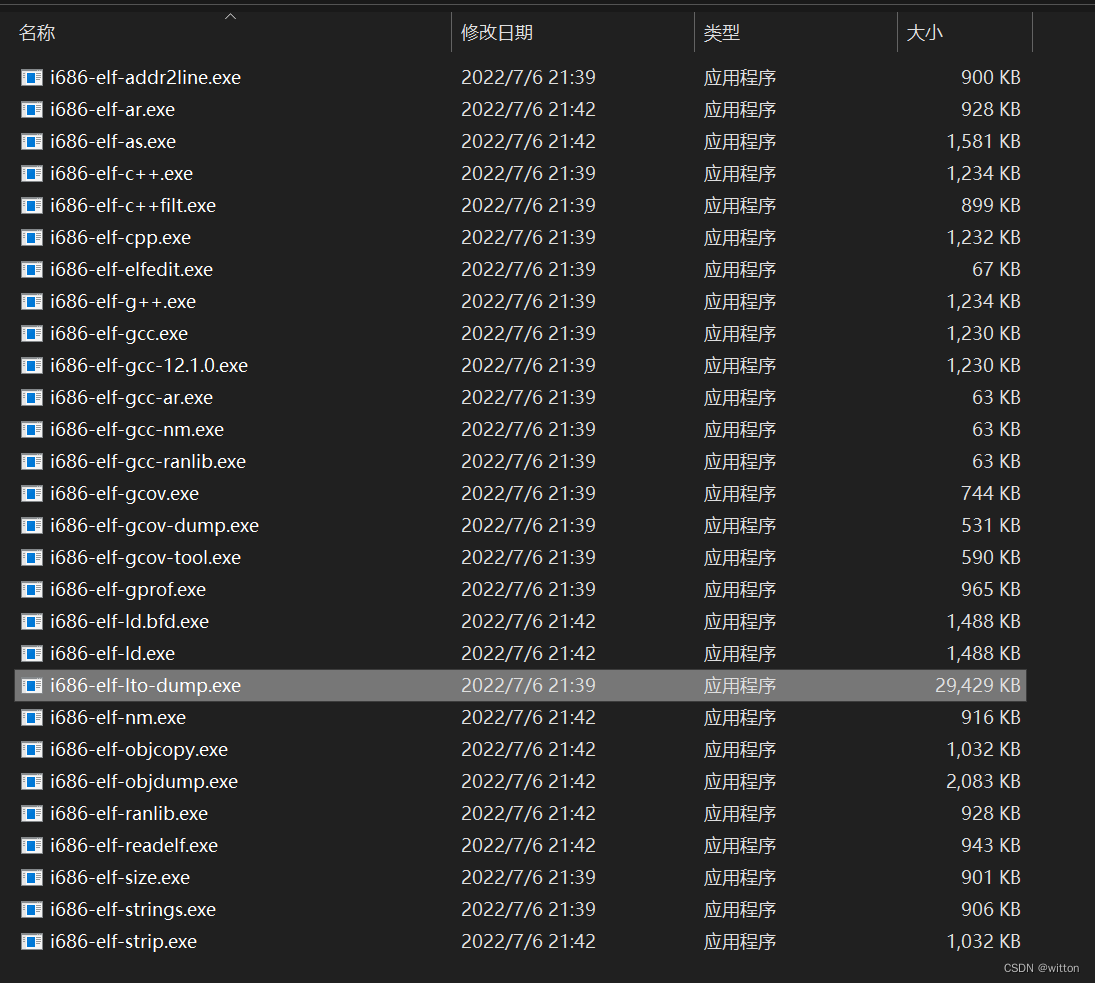 名称 修改日期 类型 大小
i686-elf-addr2line.exe 2022/7/6 21:39 应用程序 900 KB
i686-elf-ar.exe 2022/7/6 21:42 应用程序 928 KB
i686-elf-as.exe 2022/7/6 21:42 应用程序 1,581 KB
i686-elf-c++.exe 2022/7/6 21:39 应用程序 1,234 KB
i686-elf-c++filt.exe 2022/7/6 21:39 应用程序 899 KB
i686-elf-cpp.exe 2022/7/6 21:39 应用程序 1,232 KB
i686-elf-elfedit.exe 2022/7/6 21:39 应用程序 67 KB
i686-elf-g++.exe 2022/7/6 21:39 应用程序 1,234 KB
i686-elf-gcc.exe 2022/7/6 21:39 应用程序 1,230 KB
i686-elf-gcc-12.1.0.exe 2022/7/6 21:39 应用程序 1,230 KB
i686-elf-gcc-ar.exe 2022/7/6 21:39 应用程序 63 KB
i686-elf-gcc-nm.exe 2022/7/6 21:39 应用程序 63 KB
i686-elf-gcc-ranlib.exe 2022/7/6 21:39 应用程序 63 KB
i686-elf-gcov.exe 2022/7/6 21:39 应用程序 744 KB
i686-elf-gcov-dump.exe 2022/7/6 21:39 应用程序 531 KB
i686-elf-gcov-tool.exe 2022/7/6 21:39 应用程序 590 KB
i686-elf-gprof.exe 2022/7/6 21:39 应用程序 965 KB
i686-elf-ld.bfd.exe 2022/7/6 21:42 应用程序 1,488 KB
i686-elf-ld.exe 2022/7/6 21:42 应用程序 1,488 KB
i686-elf-lto-dump.exe 2022/7/6 21:39 应用程序 29,429 KB
i686-elf-nm.exe 2022/7/6 21:42 应用程序 916 KB
i686-elf-objcopy.exe 2022/7/6 21:42 应用程序 1,032 KB
i686-elf-objdump.exe 2022/7/6 21:42 应用程序 2,083 KB
i686-elf-ranlib.exe 2022/7/6 21:42 应用程序 928 KB
i686-elf-readelf.exe 2022/7/6 21:42 应用程序 943 KB
i686-elf-size.exe 2022/7/6 21:39 应用程序 901 KB
i686-elf-strings.exe 2022/7/6 21:39 应用程序 906 KB
i686-elf-strip.exe 2022/7/6 21:42 应用程序 1,032 KB
CSDN @witton